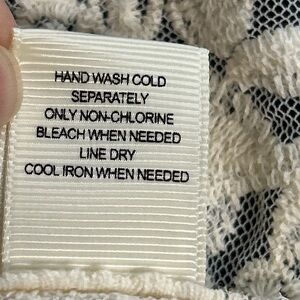 HAND WASH COLD
SEPARATELY
ONLY NON-CHLORINE
BLEACH WHEN NEEDED
LINE DRY
COOL IRON WHEN NEEDED